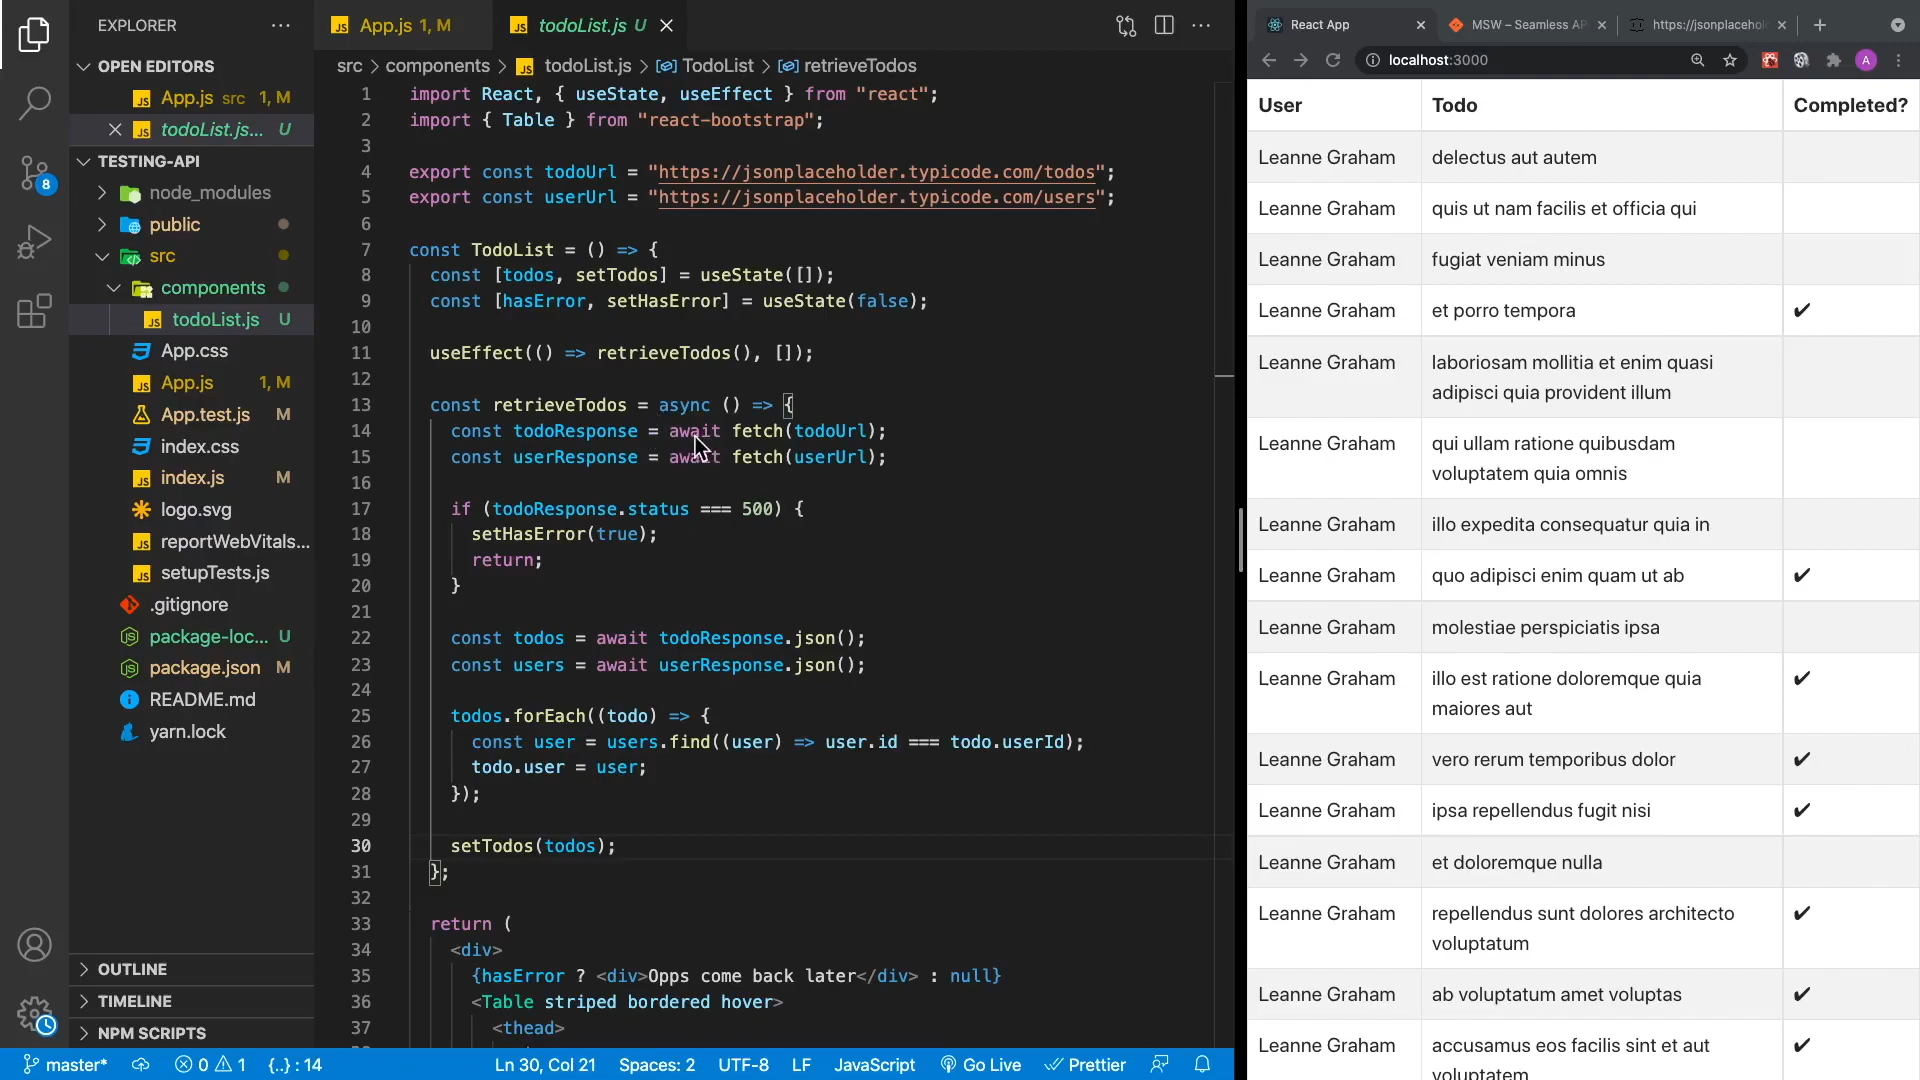 EXPLORER
OPEN EDITORS
App.js src 1, M
todoList.js... U
TESTING-API
node_modules
public
src
components
todoList.js U
App.css
App.js 1, M
App.test.js M
index.css
index.js M
logo.svg
reportWebVitals...
setupTests.js
.gitignore
package-loc... U
package.json M
README.md
yarn.lock
OUTLINE
TIMELINE
NPM SCRIPTS
8
App.js 1, M
todoList.js U
src > components > todoList.js > TodoList > retrieveTodos
1 import React, { useState, useEffect } from "react";
2 import { Table } from "react-bootstrap";
3
4 export const todoUrl = "https://jsonplaceholder.typicode.com/todos";
5 export const userUrl = "https://jsonplaceholder.typicode.com/users";
6
7 const TodoList = () => {
8 const [todos, setTodos] = useState([]);
9 const [hasError, setHasError] = useState(false);
10
11 useEffect(() => retrieveTodos(), []);
12
13 const retrieveTodos = async () => {
14 const todoResponse = await fetch(todoUrl);
15 const userResponse = await fetch(userUrl);
16
17 if (todoResponse.status === 500) {
18 setHasError(true);
19 return;
20 }
21
22 const todos = await todoResponse.json();
23 const users = await userResponse.json();
24
25 todos.forEach((todo) => {
26 const user = users.find((user) => user.id === todo.userId);
27 todo.user = user;
28 });
29
30 setTodos(todos);
31 };
32
33 return (
34 <div>
35 {hasError ? <div>Opps come back later</div> : null}
36 <Table striped bordered hover>
37 <thead>
master* 0 1 {..} : 14 Ln 30, Col 21 Spaces: 2 UTF-8 LF JavaScript Go Live Prettier
React App
MSW – Seamless AP
https://jsonplacehol
localhost:3000
A
User Todo Completed?
Leanne Graham delectus aut autem
Leanne Graham quis ut nam facilis et officia qui
Leanne Graham fugiat veniam minus
Leanne Graham et porro tempora ✔
Leanne Graham laboriosam mollitia et enim quasi
adipisci quia provident illum
Leanne Graham qui ullam ratione quibusdam
voluptatem quia omnis
Leanne Graham illo expedita consequatur quia in
Leanne Graham quo adipisci enim quam ut ab ✔
Leanne Graham molestiae perspiciatis ipsa
Leanne Graham illo est ratione doloremque quia ✔
maiores aut
Leanne Graham vero rerum temporibus dolor ✔
Leanne Graham ipsa repellendus fugit nisi ✔
Leanne Graham et doloremque nulla
Leanne Graham repellendus sunt dolores architecto ✔
voluptatum
Leanne Graham ab voluptatum amet voluptas ✔
Leanne Graham accusamus eos facilis sint et aut ✔
voluptatem